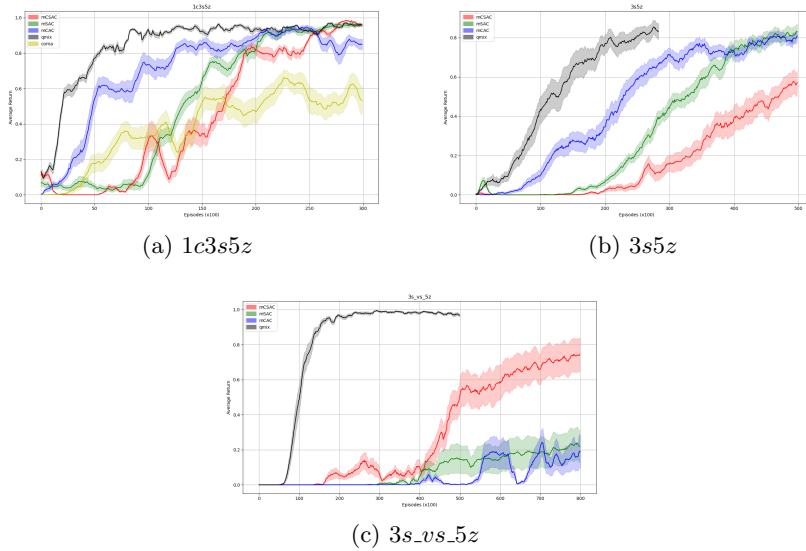 1c3s5z
mCSAC
mSAC
mCAC
qmix
coma
1.0
0.8
0.6
0.4
0.2
0.0
Average Return
0 50 100 150 200 250 300
Episodes (x100)
(a) 1c3s5z
3s5z
mCSAC
mSAC
mCAC
qmix
0.8
0.6
0.4
0.2
0.0
Average Return
0 100 200 300 400 500
Episodes (x100)
(b) 3s5z
3s_vs_5z
mCSAC
mSAC
mCAC
qmix
1.0
0.8
0.6
0.4
0.2
0.0
Average Return
0 100 200 300 400 500 600 700 800
Episodes (x100)
(c) 3s_vs_5z